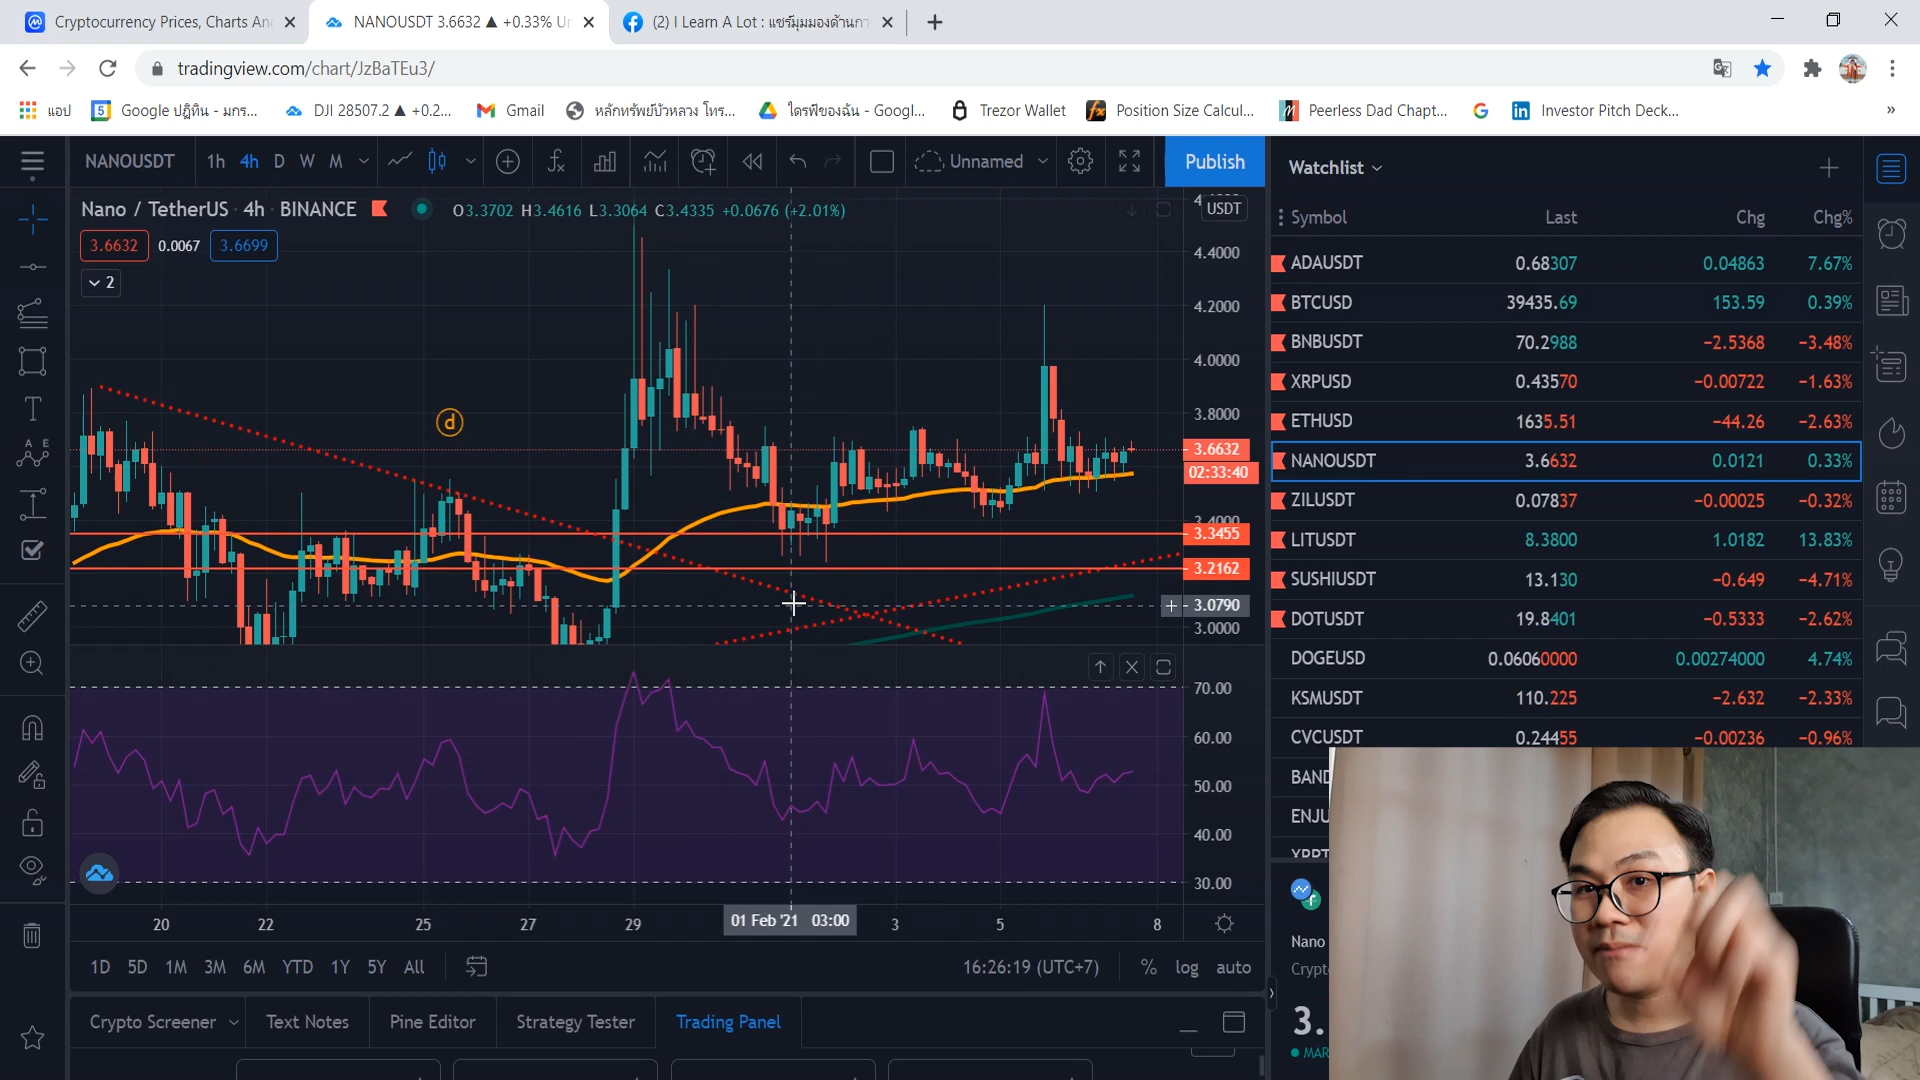 Cryptocurrency Prices, Charts An
NANOUSDT 3.6632 ▲ +0.33% Un
(2) I Learn A Lot : แชร์มุมมองด้านกา
tradingview.com/chart/JzBaTEu3/
แอป
5
Google ปฏิทิน - มกร...
DJI 28507.2 ▲ +0.2...
Gmail
หลักทรัพย์บัวหลวง โทร...
ไดรฟ์ของฉัน - Googl...
Trezor Wallet
Position Size Calcul...
Peerless Dad Chapt...
Investor Pitch Deck...
»
NANOUSDT
1h 4h D W M
Unnamed
Publish
Watchlist
Nano / TetherUS · 4h · BINANCE
O3.3702 H3.4616 L3.3064 C3.4335 +0.0676 (+2.01%)
USDT
3.6632 0.0067 3.6699
2
Symbol Last Chg Chg%
ADAUSDT 0.68307 0.04863 7.67%
BTCUSD 39435.69 153.59 0.39%
BNBUSDT 70.2988 −2.5368 −3.48%
XRPUSD 0.43570 −0.00722 −1.63%
ETHUSD 1635.51 −44.26 −2.63%
NANOUSDT 3.6632 0.0121 0.33%
ZILUSDT 0.07837 −0.00025 −0.32%
LITUSDT 8.3800 1.0182 13.83%
SUSHIUSDT 13.130 −0.649 −4.71%
DOTUSDT 19.8401 −0.5333 −2.62%
DOGEUSD 0.06060000 0.00274000 4.74%
KSMUSDT 110.225 −2.632 −2.33%
CVCUSDT 0.24455 −0.00236 −0.96%
BAND
ENJU
Nano
Crypt
3.
MAR
d
4.4000
4.2000
4.0000
3.8000
3.6632
02:33:40
3.4000
3.3455
3.2162
3.0790
3.0000
70.00
60.00
50.00
40.00
30.00
20 22 25 27 29 01 Feb '21 03:00 3 5 8
1D 5D 1M 3M 6M YTD 1Y 5Y All
16:26:19 (UTC+7) % log auto
Crypto Screener Text Notes Pine Editor Strategy Tester Trading Panel